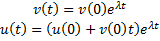 v(t) = v(0)e^{λt}
u(t) = (u(0) + v(0)t)e^{λt}